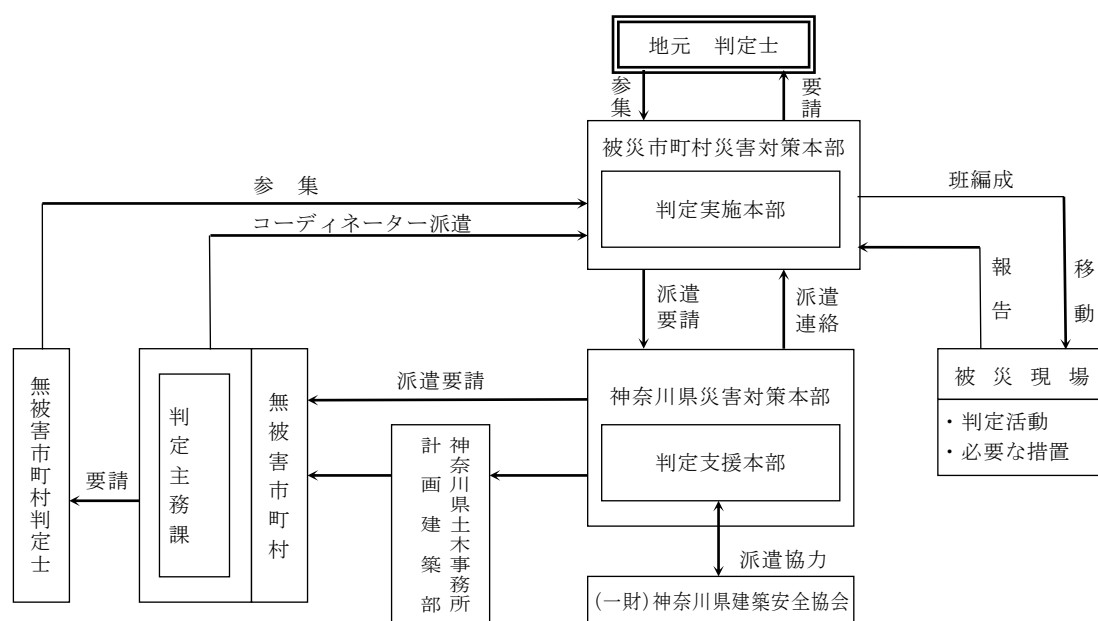 地元 判定士
参集
要請
被災市町村災害対策本部
判定実施本部
参集
コーディネーター派遣
班編成
報告
移動
派遣
要請
派遣
連絡
無被害市町村判定士
要請
判定主務課
無被害市町村
派遣要請
神奈川県土木事務所
計画建築部
神奈川県災害対策本部
判定支援本部
派遣協力
(一財)神奈川県建築安全協会
被災現場
・判定活動
・必要な措置